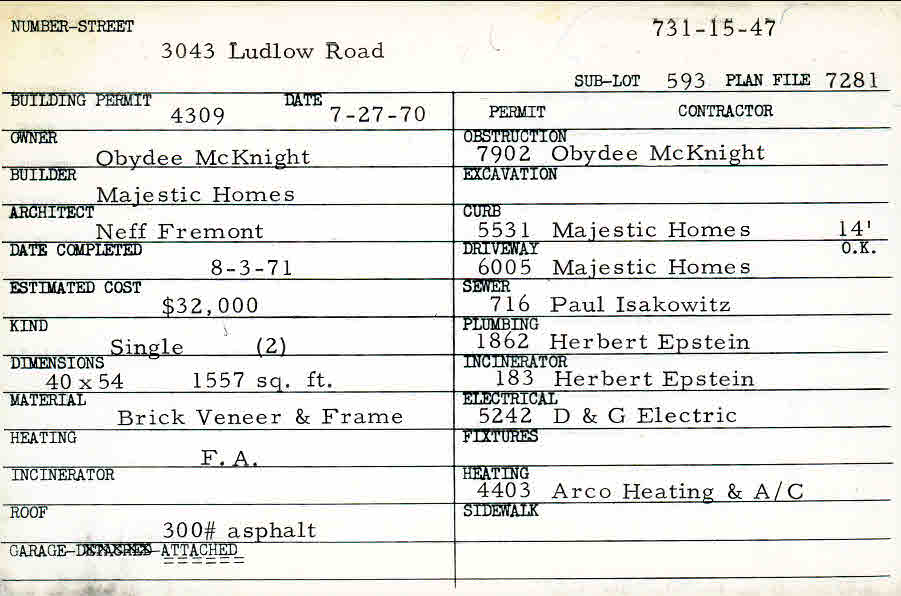 NUMBER-STREET 731-15-47
3043 Ludlow Road
SUB-LOT 593 PLAN FILE 7281
BUILDING PERMIT DATE
4309 7-27-70
PERMIT CONTRACTOR
OWNER
Obydee McKnight
BUILDER
Majestic Homes
ARCHITECT
Neff Fremont
DATE COMPLETED
8-3-71
ESTIMATED COST
$32,000
KIND
Single (2)
DIMENSIONS
40 x 54 1557 sq. ft.
MATERIAL
Brick Veneer & Frame
HEATING
F. A.
INCINERATOR
ROOF
300# asphalt
GARAGE-DETACHED-ATTACHED
======
OBSTRUCTION
7902 Obydee McKnight
EXCAVATION
CURB
5531 Majestic Homes 14'
DRIVEWAY O.K.
6005 Majestic Homes
SEWER
716 Paul Isakowitz
PLUMBING
1862 Herbert Epstein
INCINERATOR
183 Herbert Epstein
ELECTRICAL
5242 D & G Electric
FIXTURES
HEATING
4403 Arco Heating & A/C
SIDEWALK